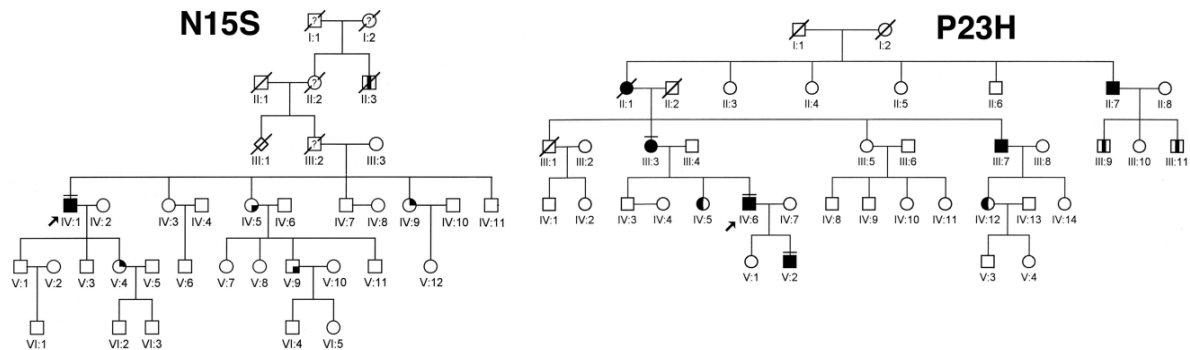 N15S
? ?
I:1 I:2
?
II:1 II:2 II:3
?
III:1 III:2 III:3
IV:1 IV:2 IV:3 IV:4 IV:5 IV:6 IV:7 IV:8 IV:9 IV:10 IV:11
V:1 V:2 V:3 V:4 V:5 V:6 V:7 V:8 V:9 V:10 V:11 V:12
VI:1 VI:2 VI:3 VI:4 VI:5
P23H
I:1 I:2
II:1 II:2 II:3 II:4 II:5 II:6 II:7 II:8
III:1 III:2 III:3 III:4 III:5 III:6 III:7 III:8 III:9 III:10 III:11
IV:1 IV:2 IV:3 IV:4 IV:5 IV:6 IV:7 IV:8 IV:9 IV:10 IV:11 IV:12 IV:13 IV:14
V:1 V:2 V:3 V:4